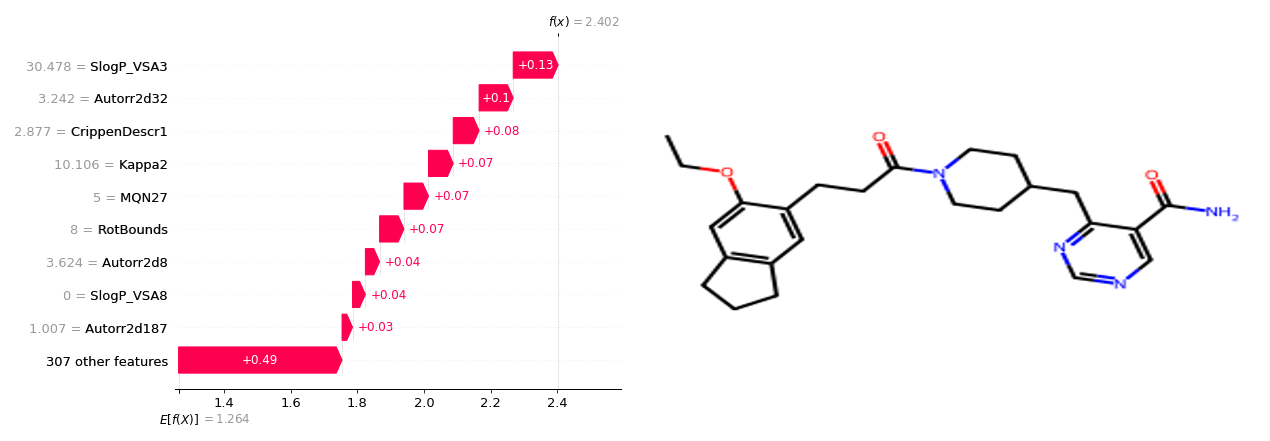 f(x) = 2.402
30.478 = SlogP_VSA3
+0.13
3.242 = Autorr2d32
+0.1
2.877 = CrippenDescr1
+0.08
10.106 = Kappa2
+0.07
5 = MQN27
+0.07
8 = RotBounds
+0.07
3.624 = Autorr2d8
+0.04
0 = SlogP_VSA8
+0.04
1.007 = Autorr2d187
+0.03
307 other features
+0.49
1.4 1.6 1.8 2.0 2.2 2.4
E[f(X)] = 1.264
O
O
N
O
NH₂
N
N